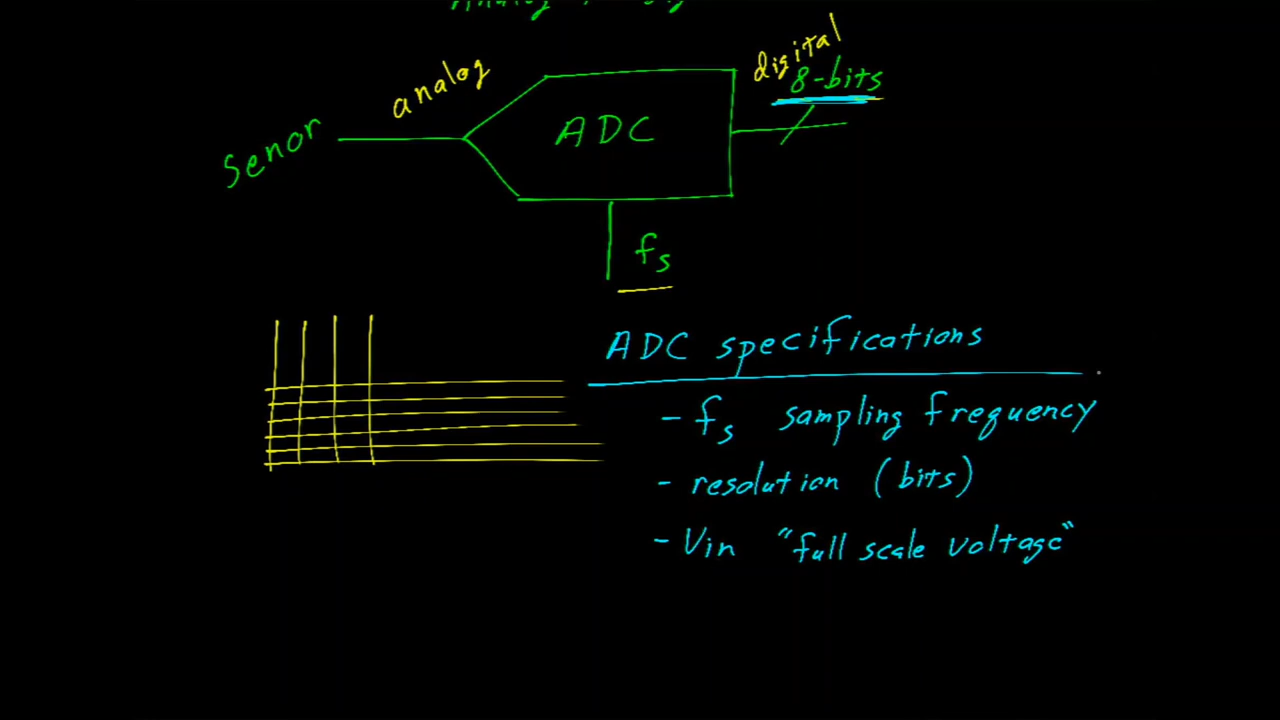 analog
digital
8-bits
Senor
ADC
fs
ADC specifications
- fs sampling frequency
- resolution (bits)
- Vin "full scale voltage"